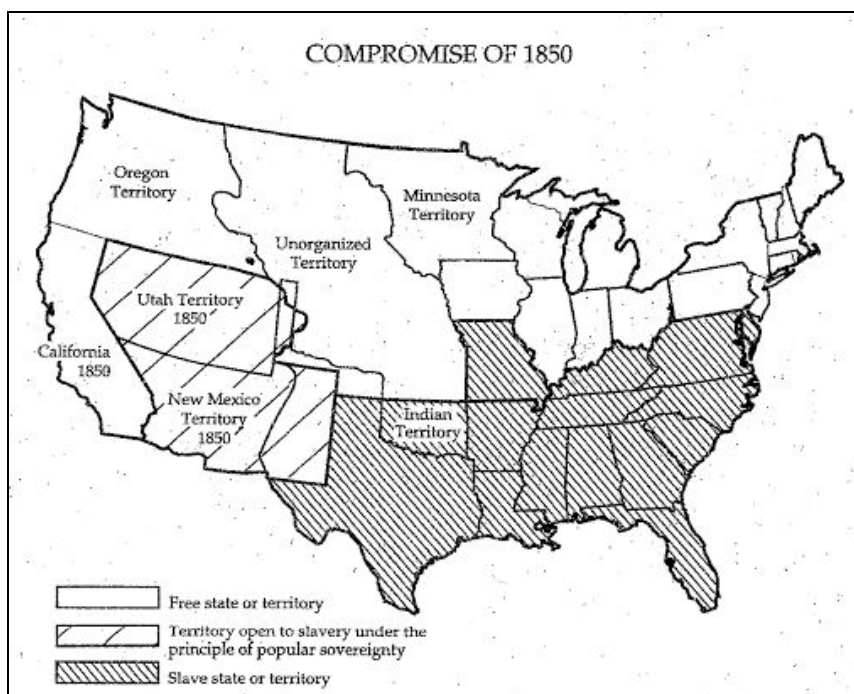 COMPROMISE OF 1850
Oregon
Territory
Minnesota
Territory
Unorganized
Territory
Utah Territory
1850
California
1850
New Mexico
Territory
1850
Indian
Territory
Free state or territory
Territory open to slavery under the
principle of popular sovereignty
Slave state or territory